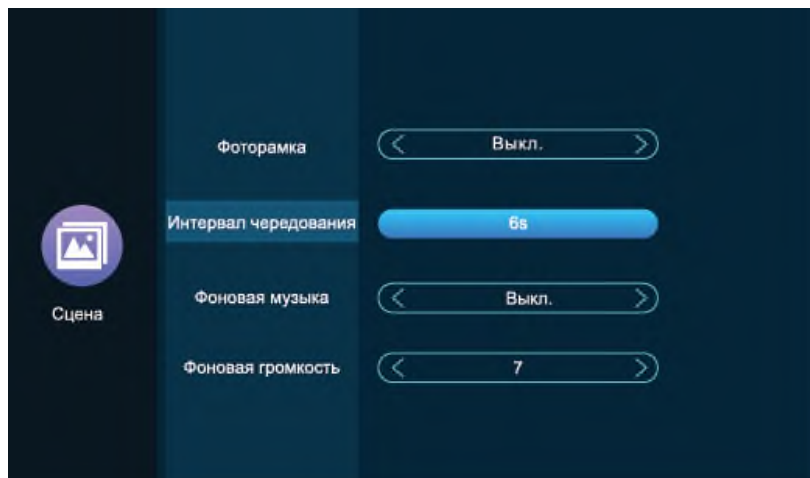 Фоторамка
Выкл.
Интервал чередования
6s
Сцена
Фоновая музыка
Выкл.
Фоновая громкость
7